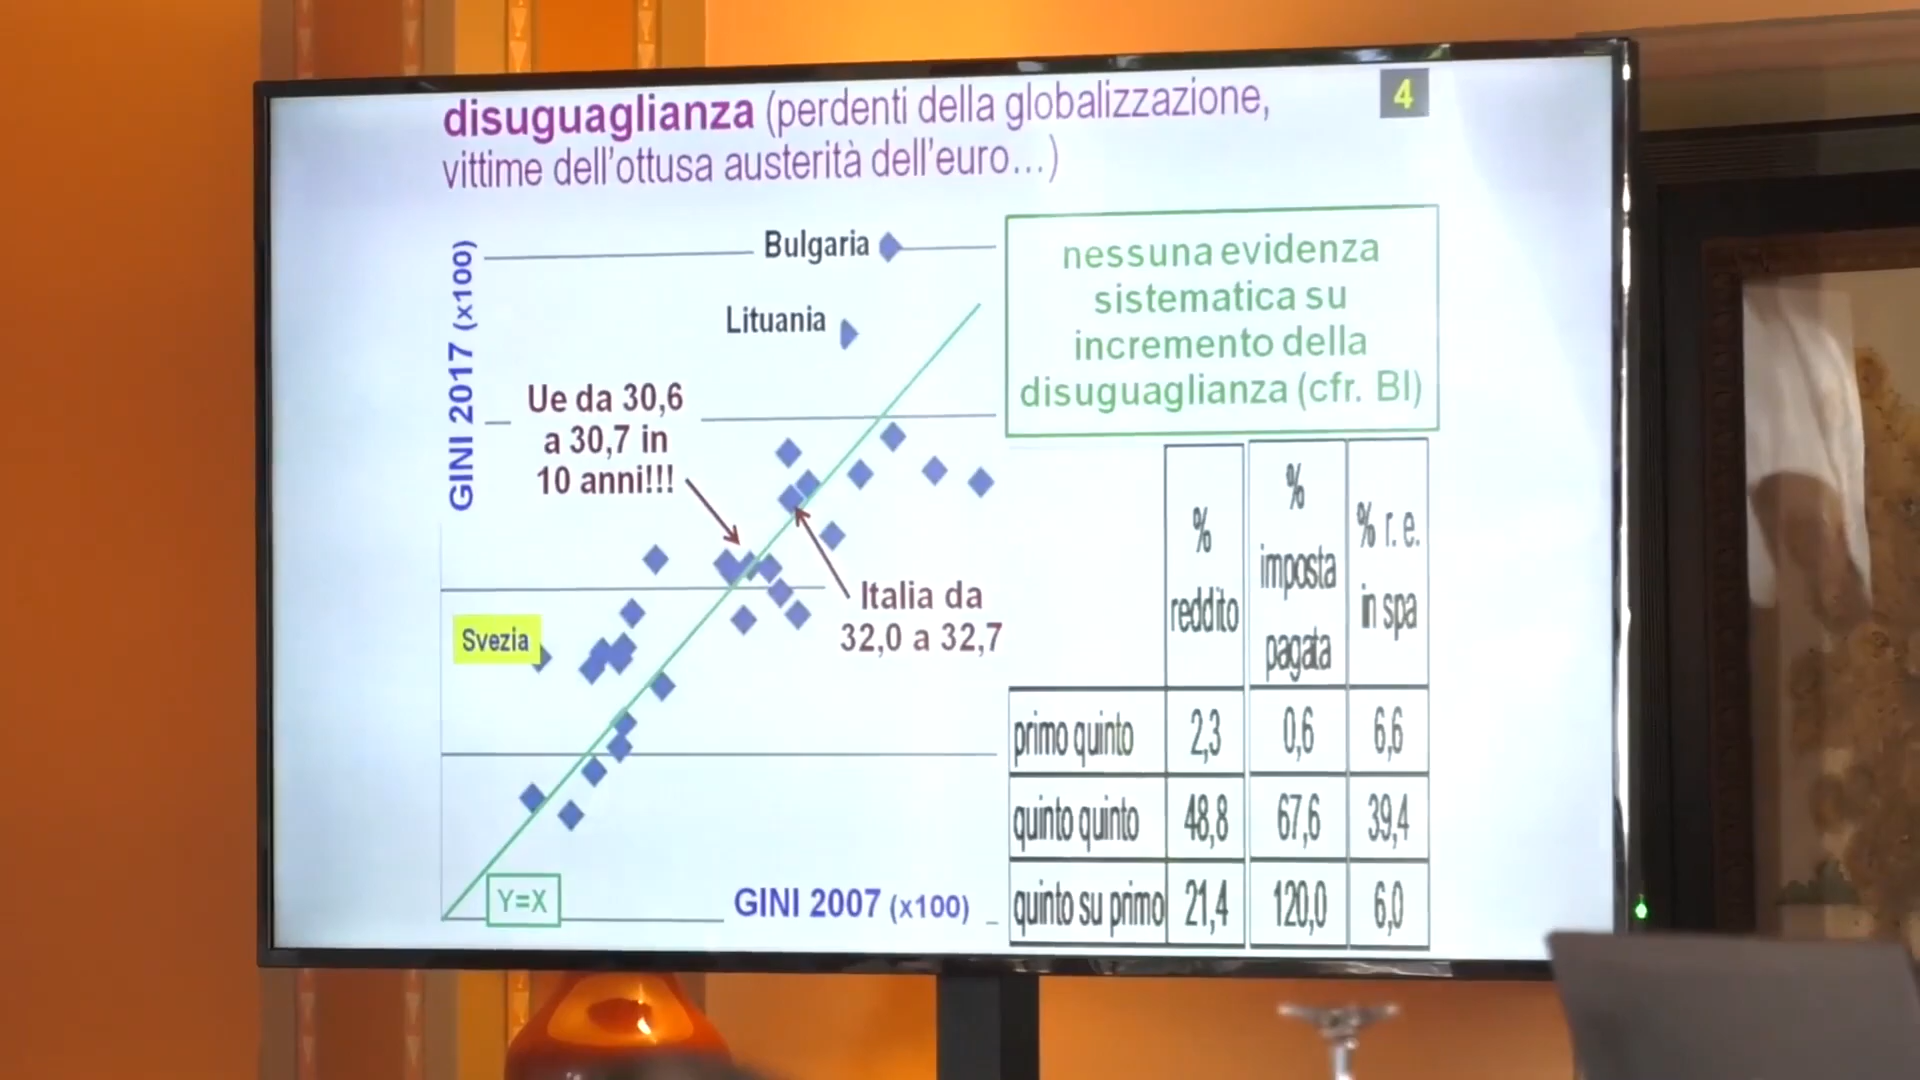 disuguaglianza (perdenti della globalizzazione,
vittime dell'ottusa austerità dell'euro...)
4
GINI 2017 (x100)
Bulgaria
Lituania
Ue da 30,6
a 30,7 in
10 anni!!!
Italia da
32,0 a 32,7
Svezia
Y=X
GINI 2007 (x100)
nessuna evidenza
sistematica su
incremento della
disuguaglianza (cfr. BI)
%
reddito
%
imposta
pagata
% r.e.
in spa
primo quinto 2,3 0,6 6,6
quinto quinto 48,8 67,6 39,4
quinto su primo 21,4 120,0 6,0